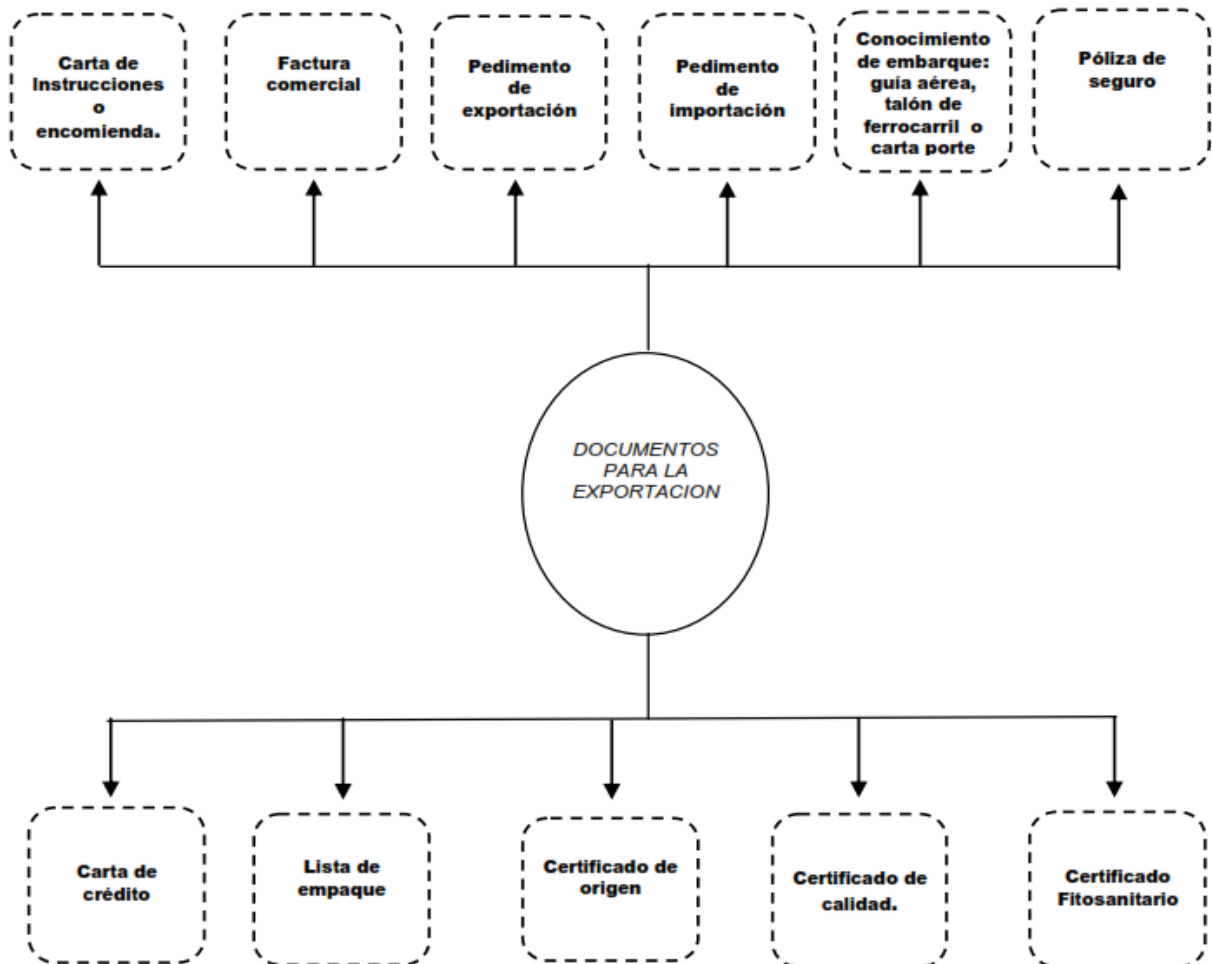 Carta de
Instrucciones
o
encomienda.
Factura
comercial
Pedimento
de
exportación
Pedimento
de
importación
Conocimiento
de embarque:
guía aérea,
talón de
ferrocarril o
carta porte
Póliza de
seguro
DOCUMENTOS
PARA LA
EXPORTACION
Carta de
crédito
Lista de
empaque
Certificado de
origen
Certificado de
calidad.
Certificado
Fitosanitario